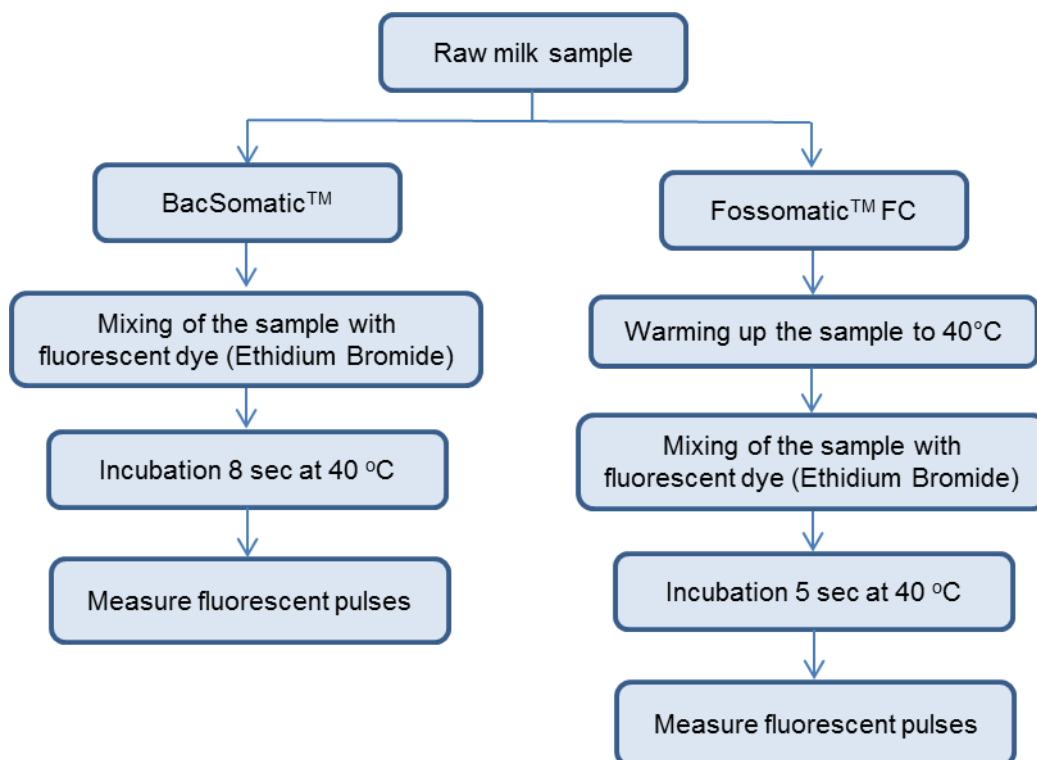 Raw milk sample
BacSomatic™
Mixing of the sample with
fluorescent dye (Ethidium Bromide)
Incubation 8 sec at 40 ºC
Measure fluorescent pulses
Fossomatic™ FC
Warming up the sample to 40°C
Mixing of the sample with
fluorescent dye (Ethidium Bromide)
Incubation 5 sec at 40 ºC
Measure fluorescent pulses